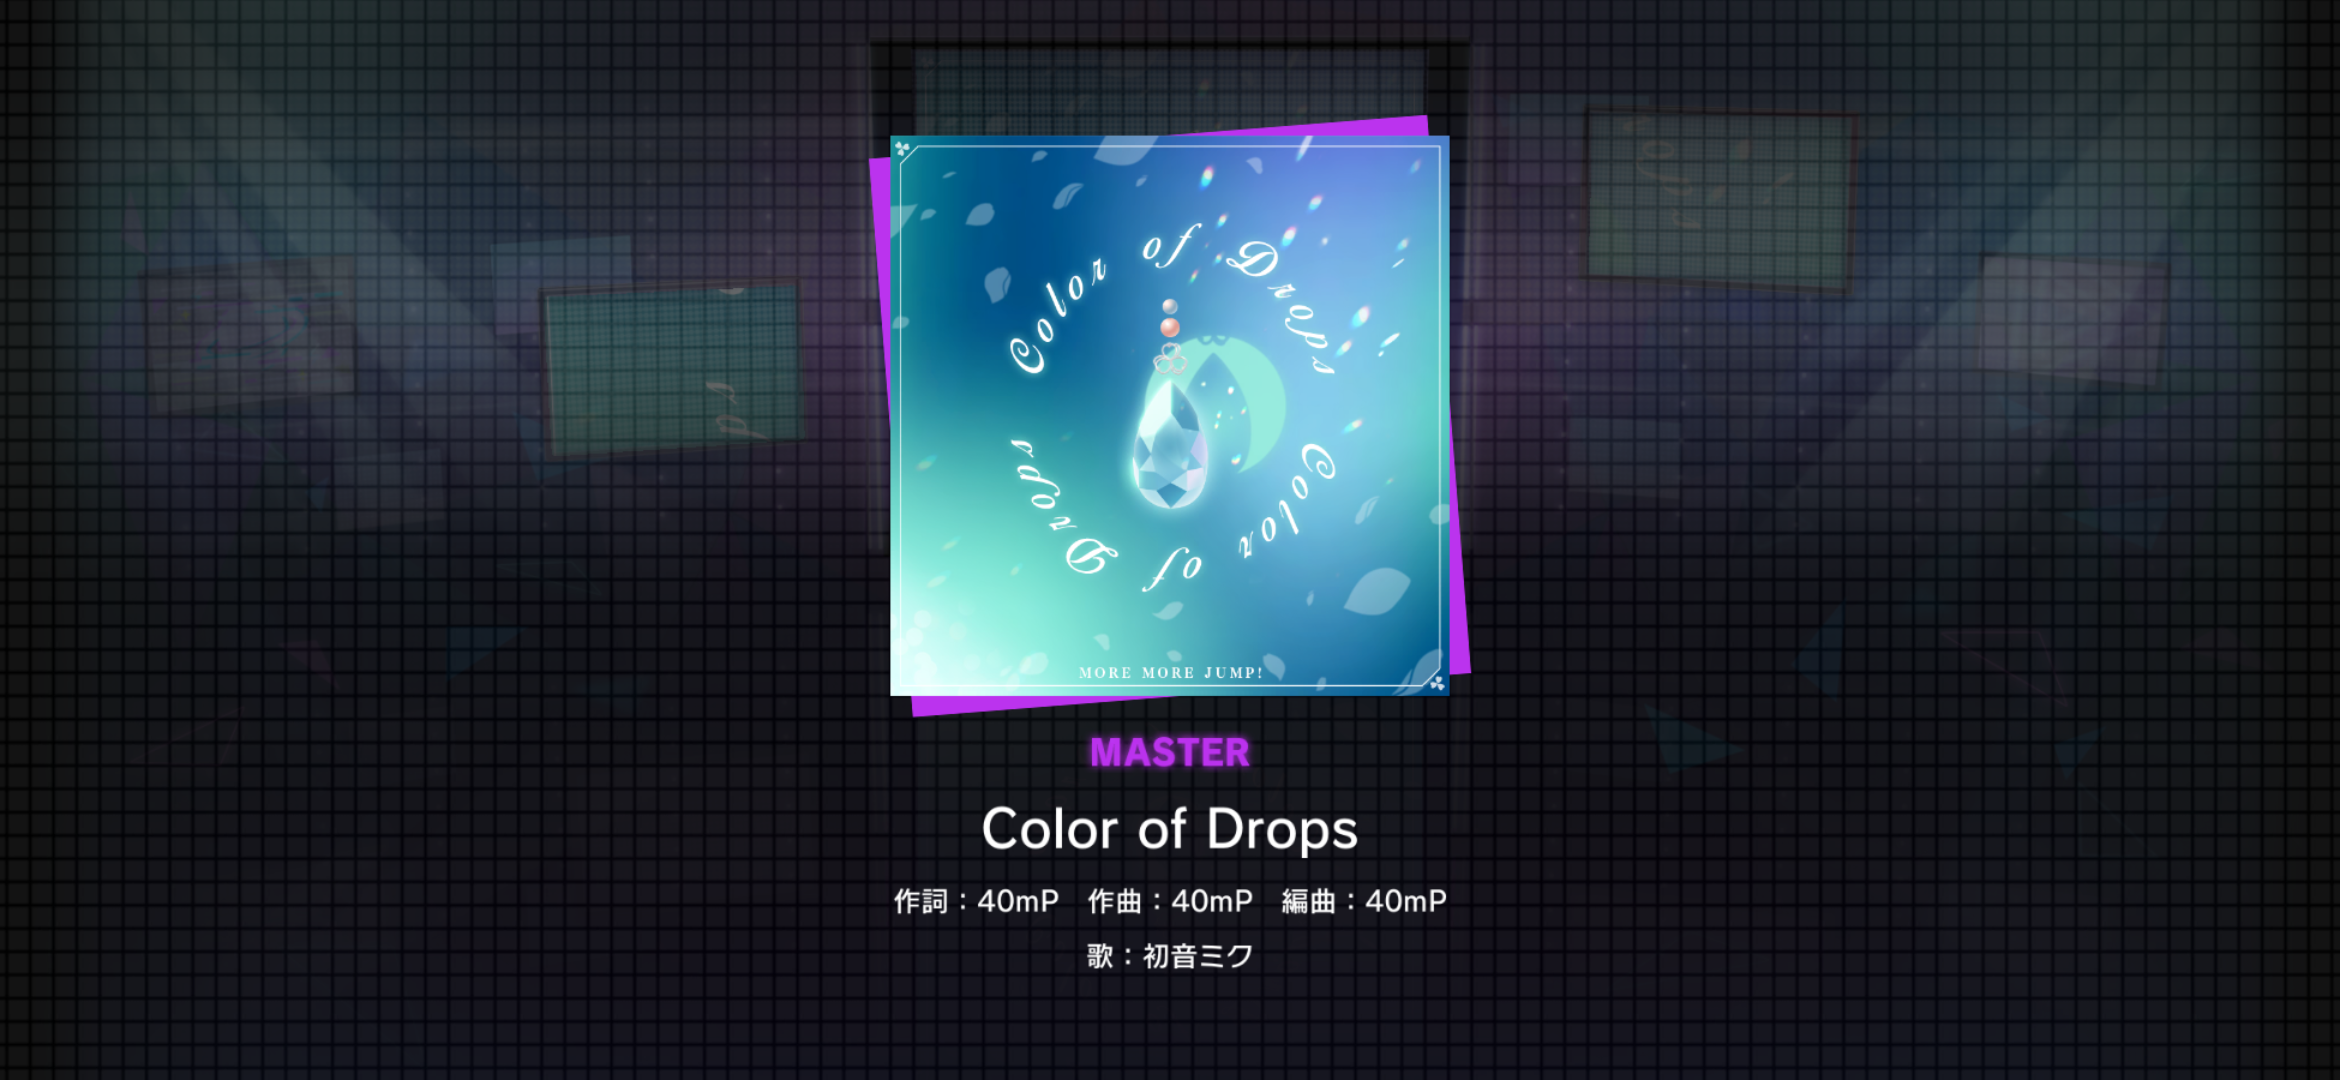 Color of Drops
Color of Drops
MORE MORE JUMP!
MASTER
Color of Drops
作詞：40mP 作曲：40mP 編曲：40mP
歌：初音ミク